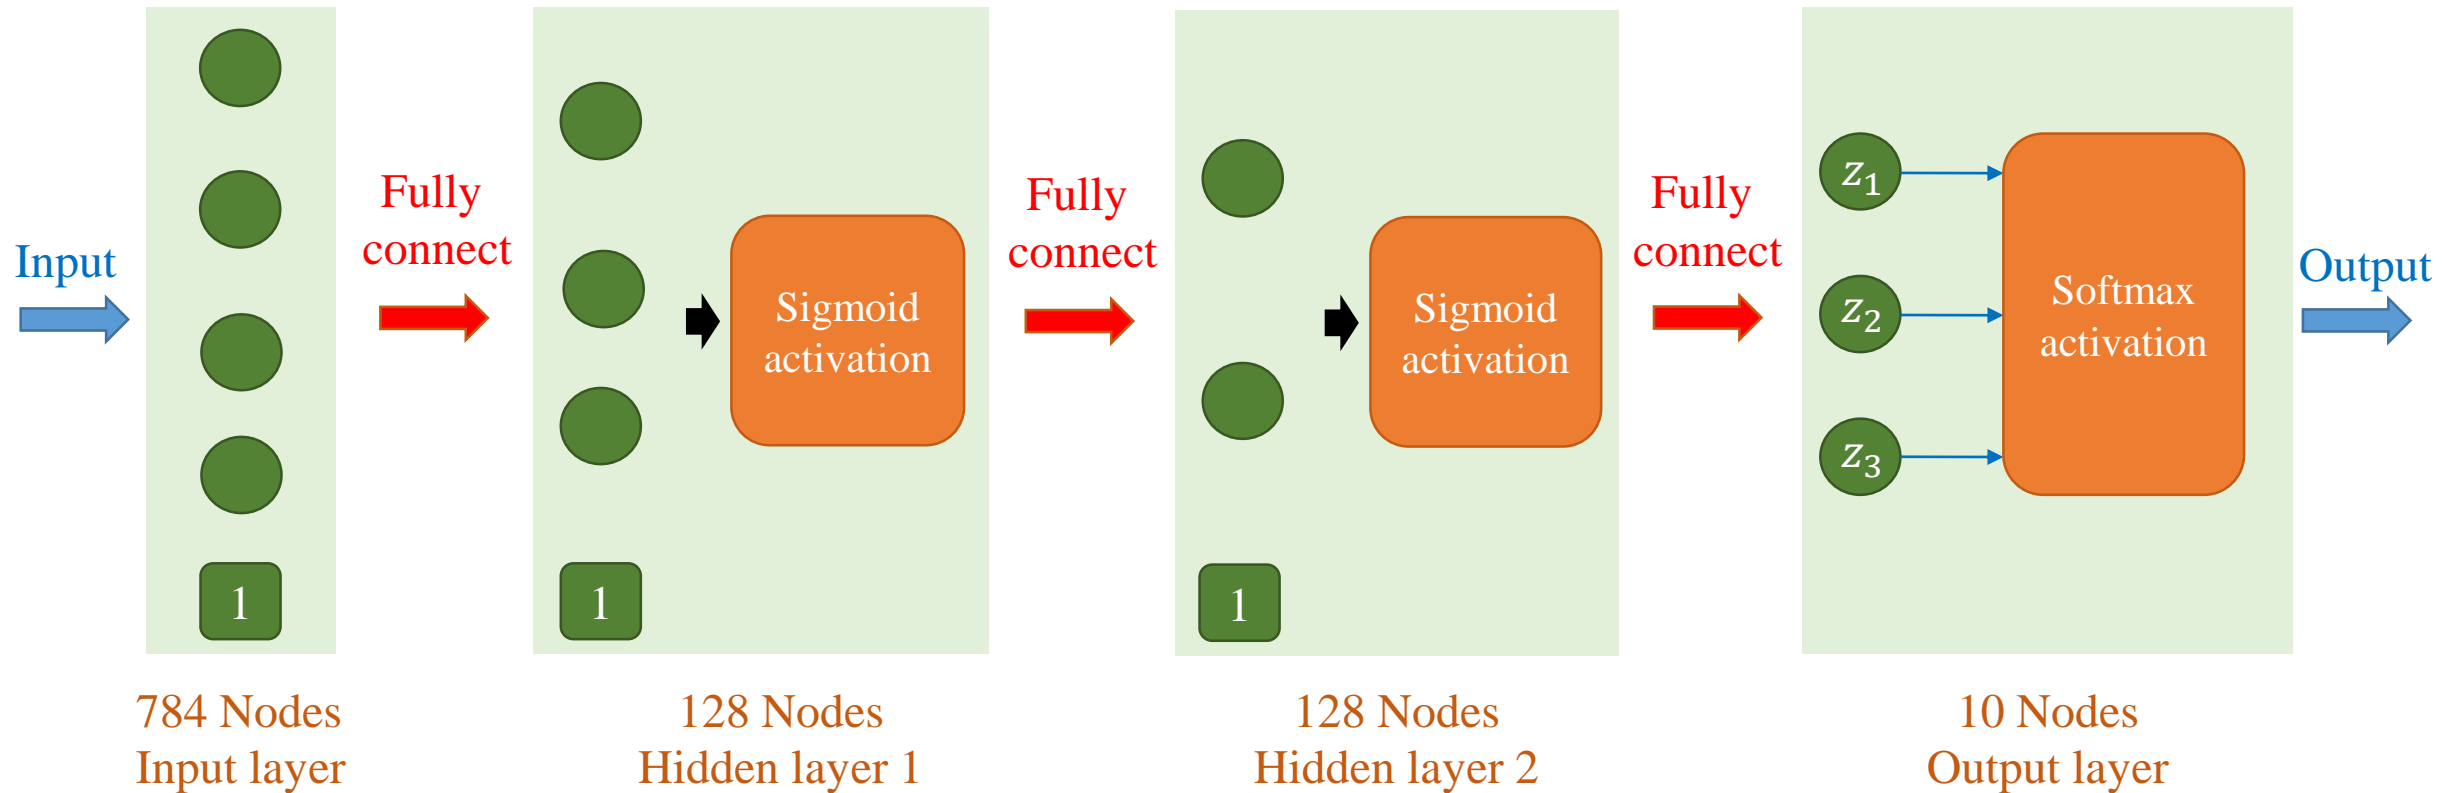 Input
1
784 Nodes
Input layer
Fully
connect
1
Sigmoid
activation
128 Nodes
Hidden layer 1
Fully
connect
1
Sigmoid
activation
128 Nodes
Hidden layer 2
Fully
connect
z₁
z₂
z₃
Softmax
activation
10 Nodes
Output layer
Output